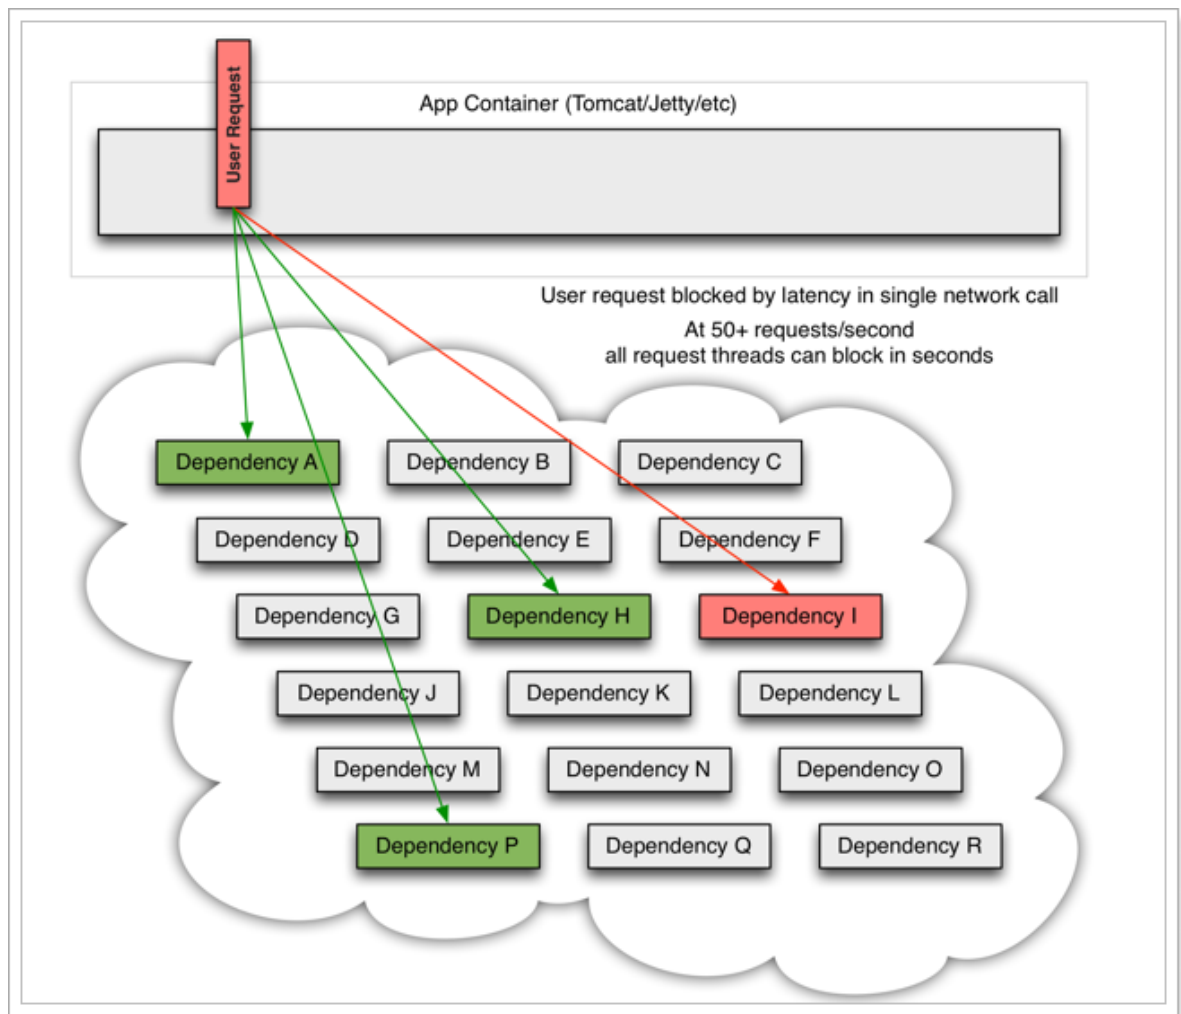 User Request
App Container (Tomcat/Jetty/etc)
User request blocked by latency in single network call
At 50+ requests/second
all request threads can block in seconds
Dependency A
Dependency B
Dependency C
Dependency D
Dependency E
Dependency F
Dependency G
Dependency H
Dependency I
Dependency J
Dependency K
Dependency L
Dependency M
Dependency N
Dependency O
Dependency P
Dependency Q
Dependency R